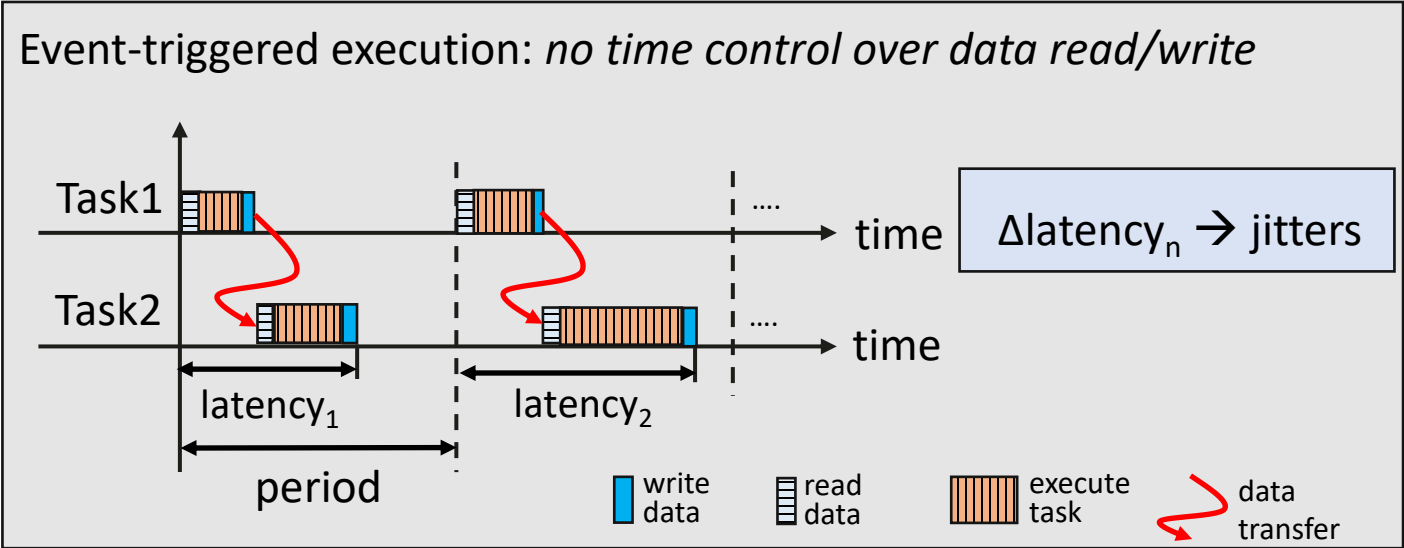 Event-triggered execution: no time control over data read/write
Task1
....
time
Δlatencyₙ → jitters
Task2
....
time
latency₁
latency₂
period
write
data
read
data
execute
task
data
transfer